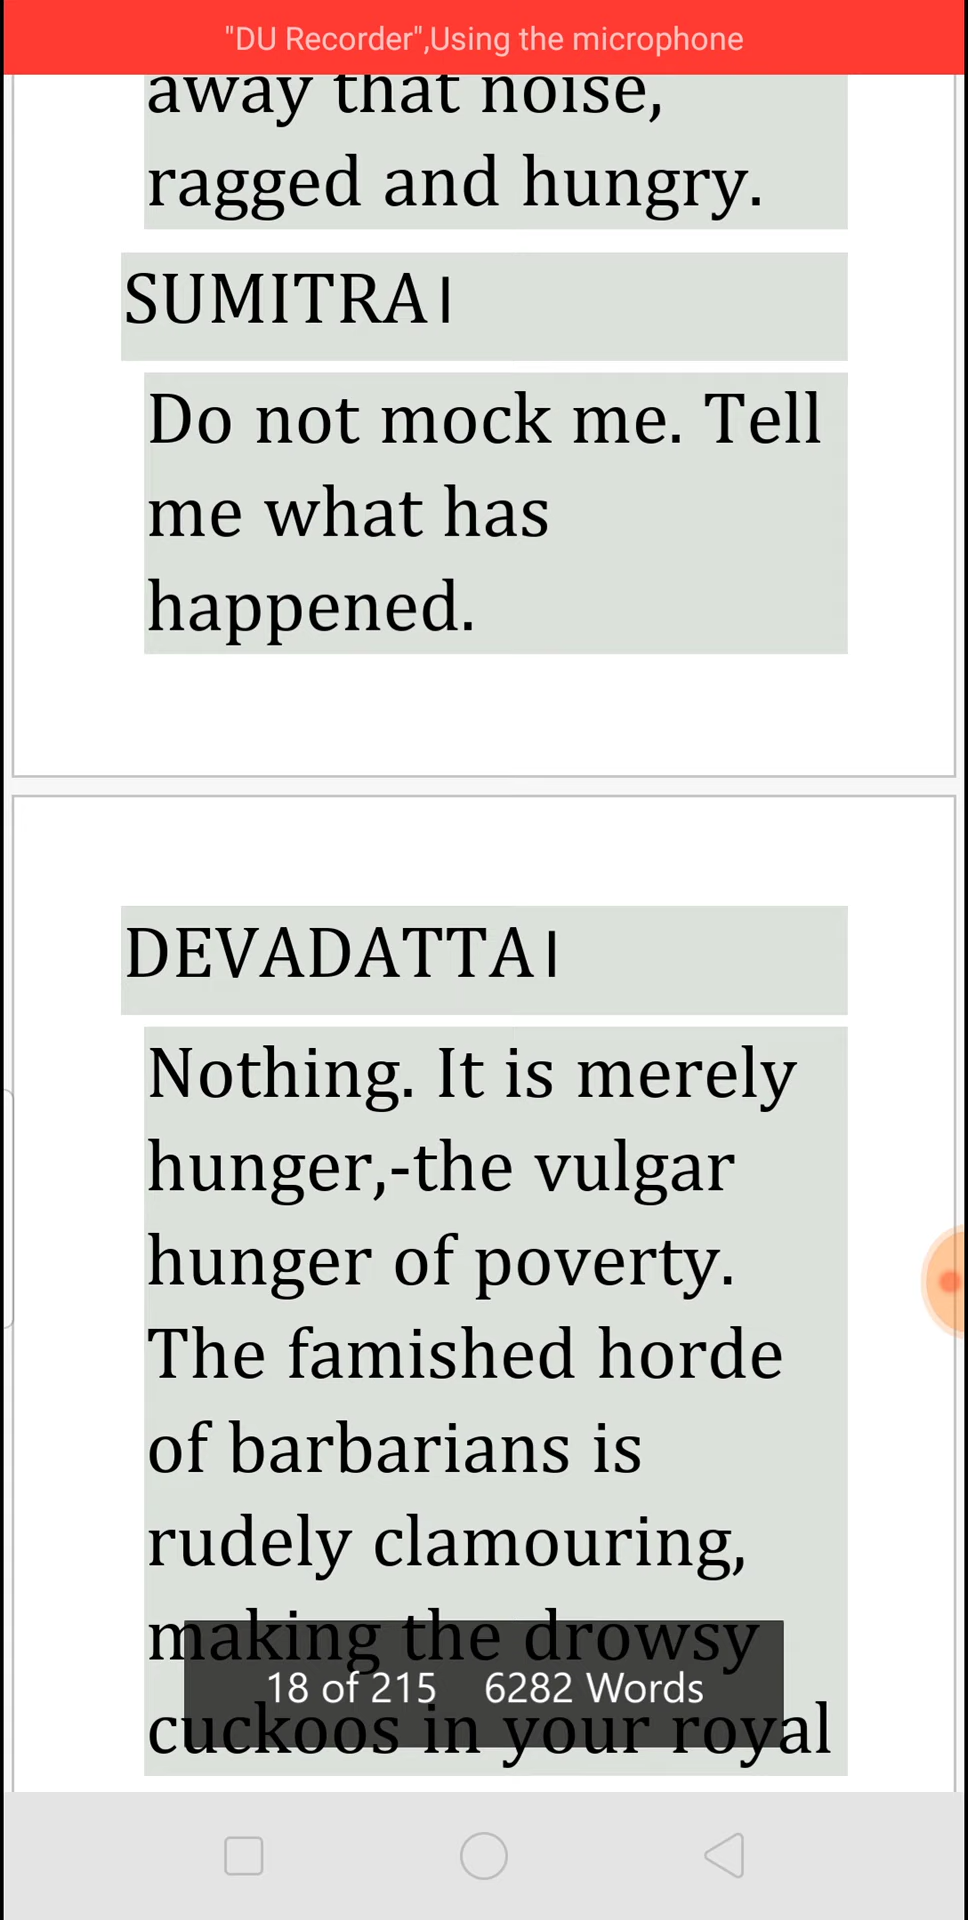 "DU Recorder",Using the microphone
away that noise,
ragged and hungry.
SUMITRA।
Do not mock me. Tell
me what has
happened.
DEVADATTA।
Nothing. It is merely
hunger,-the vulgar
hunger of poverty.
The famished horde
of barbarians is
rudely clamouring,
making the drowsy
18 of 215 6282 Words
cuckoos in your royal